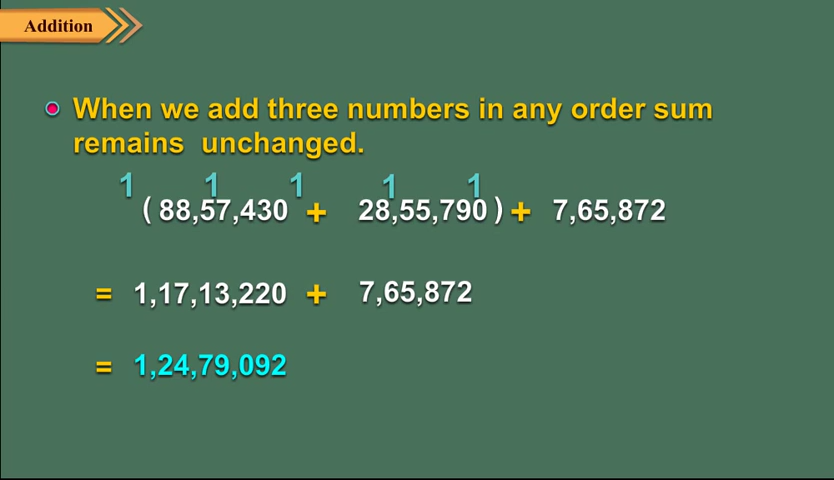 Addition
When we add three numbers in any order sum
remains unchanged.
1 1 1 1 1
( 88,57,430 + 28,55,790 ) + 7,65,872
= 1,17,13,220 + 7,65,872
= 1,24,79,092